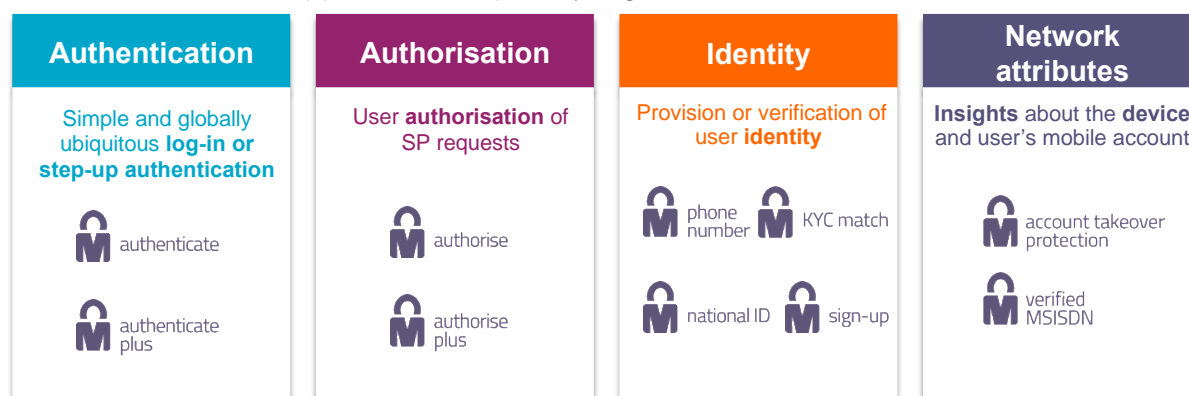 Authentication
Simple and globally
ubiquitous log-in or
step-up authentication
authenticate
authenticate
plus
Authorisation
User authorisation of
SP requests
authorise
authorise
plus
Identity
Provision or verification of
user identity
phone
number
KYC match
national ID
sign-up
Network
attributes
Insights about the device
and user's mobile account
account takeover
protection
verified
MSISDN